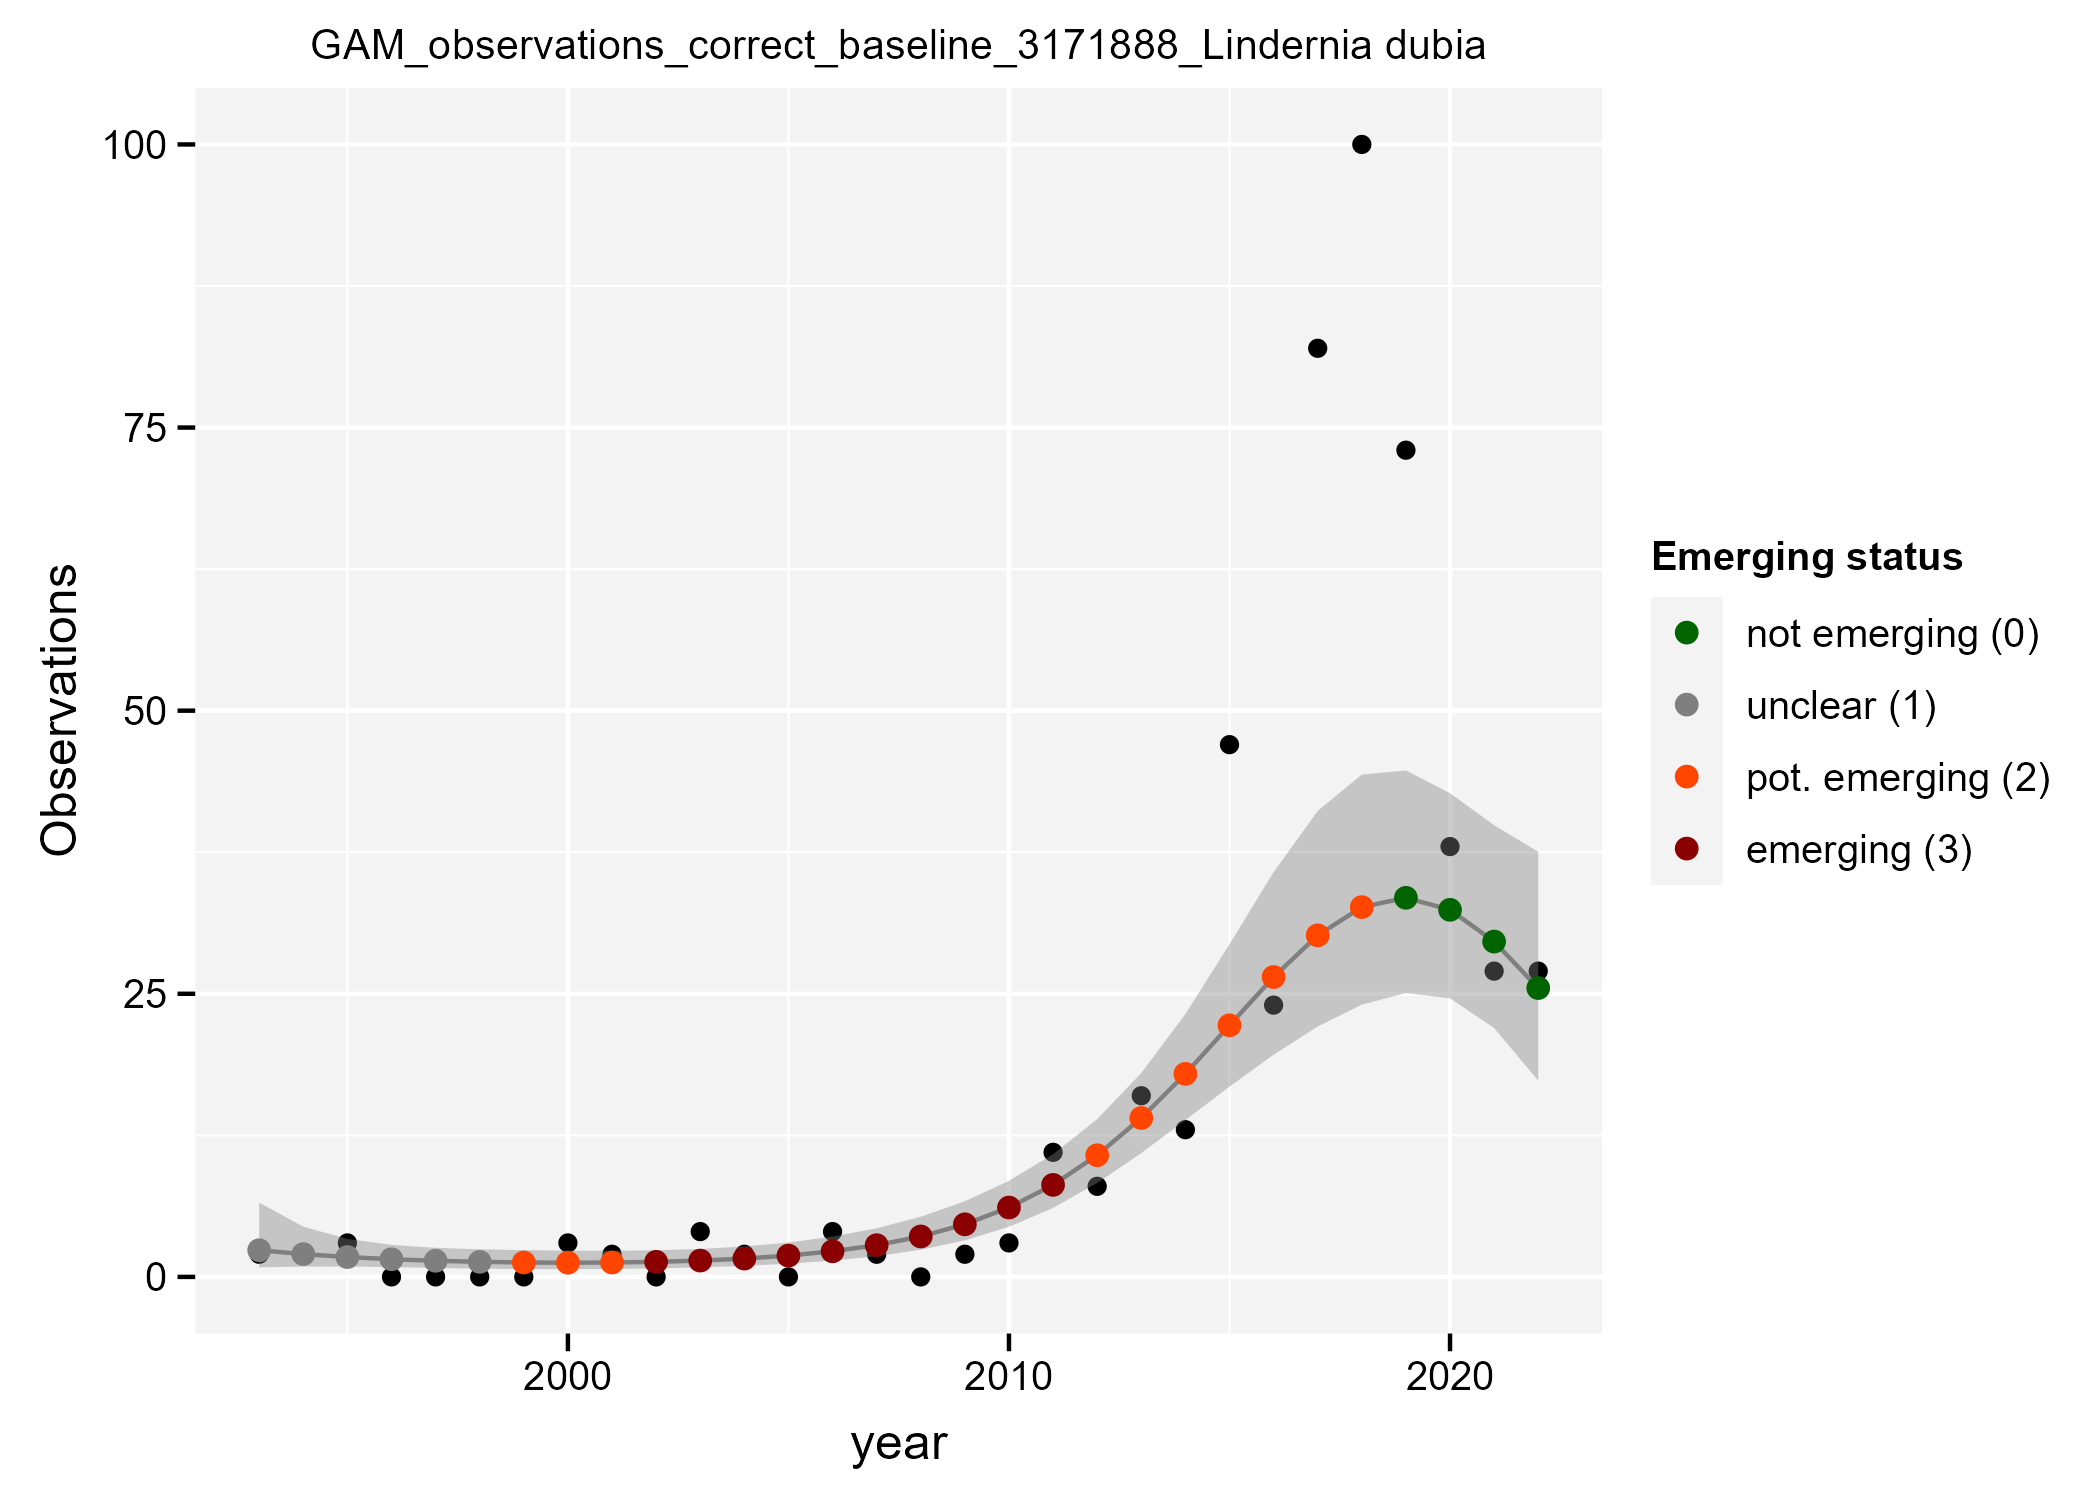 GAM_observations_correct_baseline_3171888_Lindernia dubia
100
75
50
25
0
Observations
2000
2010
2020
year
Emerging status
not emerging (0)
unclear (1)
pot. emerging (2)
emerging (3)